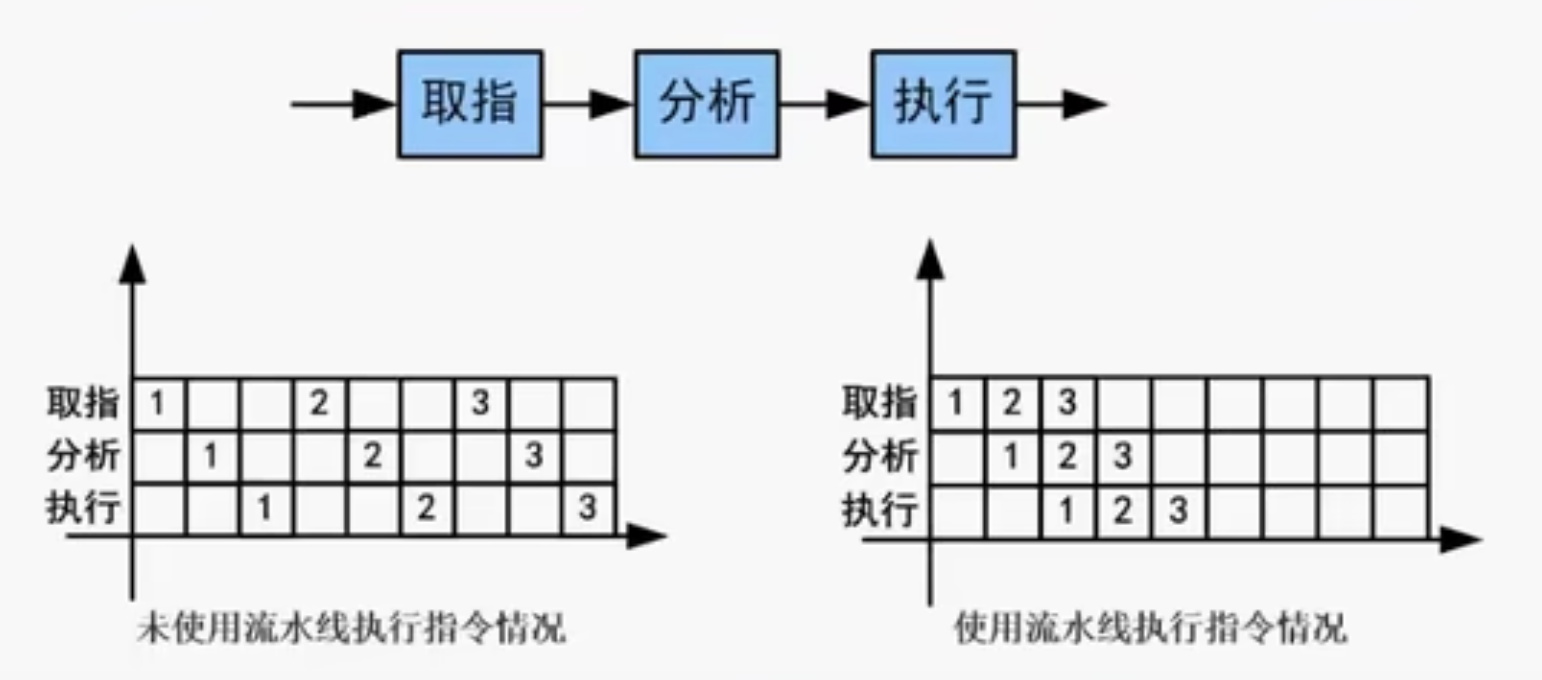 取指 分析 执行
取指 1 2 3
分析 1 2 3
执行 1 2 3
未使用流水线执行指令情况
取指 1 2 3
分析 1 2 3
执行 1 2 3
使用流水线执行指令情况